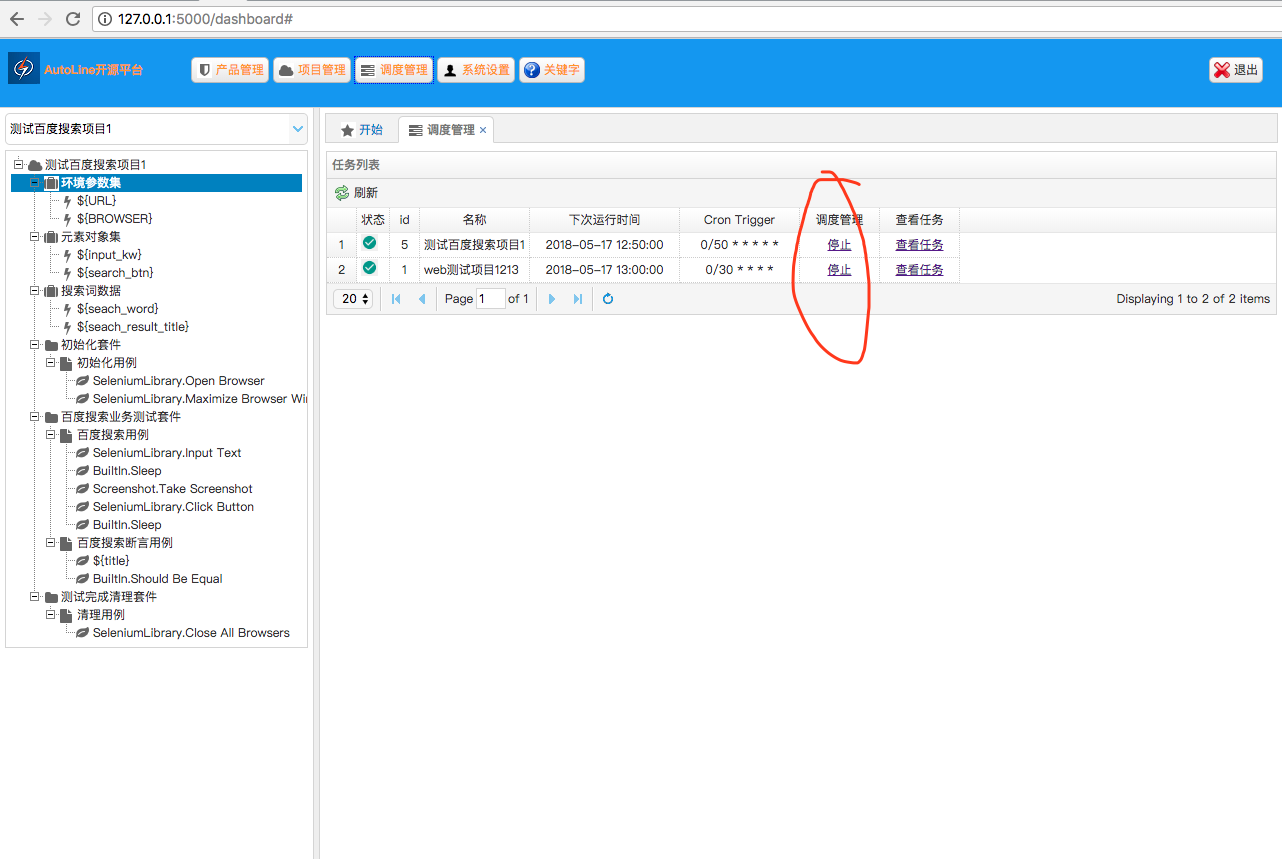 127.0.0.1:5000/dashboard#
AutoLine开源平台 产品管理 项目管理 调度管理 系统设置 关键字 退出
测试百度搜索项目1
测试百度搜索项目1
环境参数集
${URL}
${BROWSER}
元素对象集
${input_kw}
${search_btn}
搜索词数据
${seach_word}
${seach_result_title}
初始化套件
初始化用例
SeleniumLibrary.Open Browser
SeleniumLibrary.Maximize Browser Win
百度搜索业务测试套件
百度搜索用例
SeleniumLibrary.Input Text
BuiltIn.Sleep
Screenshot.Take Screenshot
SeleniumLibrary.Click Button
BuiltIn.Sleep
百度搜索断言用例
${title}
BuiltIn.Should Be Equal
测试完成清理套件
清理用例
SeleniumLibrary.Close All Browsers
开始 调度管理 ×
任务列表
刷新
状态 id 名称 下次运行时间 Cron Trigger 调度管理 查看任务
1 5 测试百度搜索项目1 2018-05-17 12:50:00 0/50 * * * * * 停止 查看任务
2 1 web测试项目1213 2018-05-17 13:00:00 0/30 * * * * 停止 查看任务
20 Page 1 of 1 Displaying 1 to 2 of 2 items